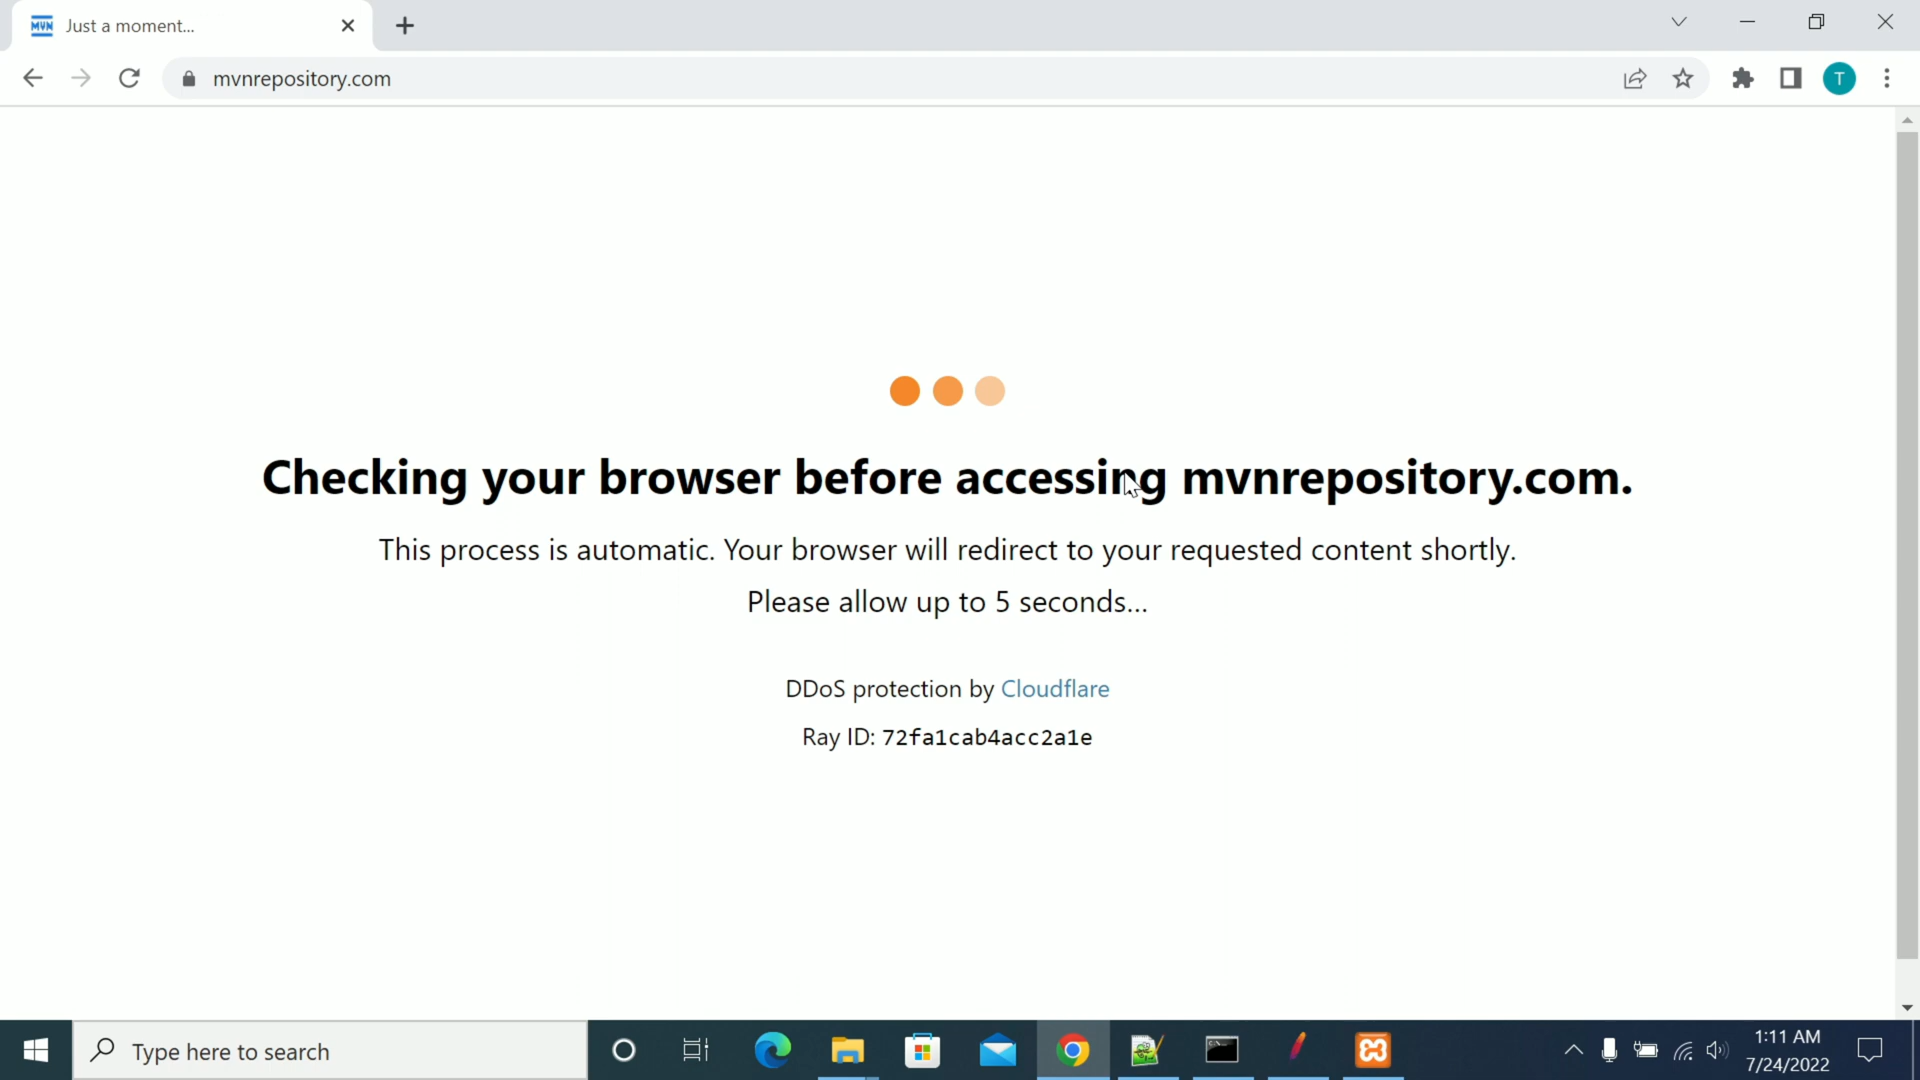 MVN Just a moment...
mvnrepository.com
T
Checking your browser before accessing mvnrepository.com.
This process is automatic. Your browser will redirect to your requested content shortly.
Please allow up to 5 seconds...
DDoS protection by Cloudflare
Ray ID: 72fa1cab4acc2a1e
Type here to search
1:11 AM
7/24/2022